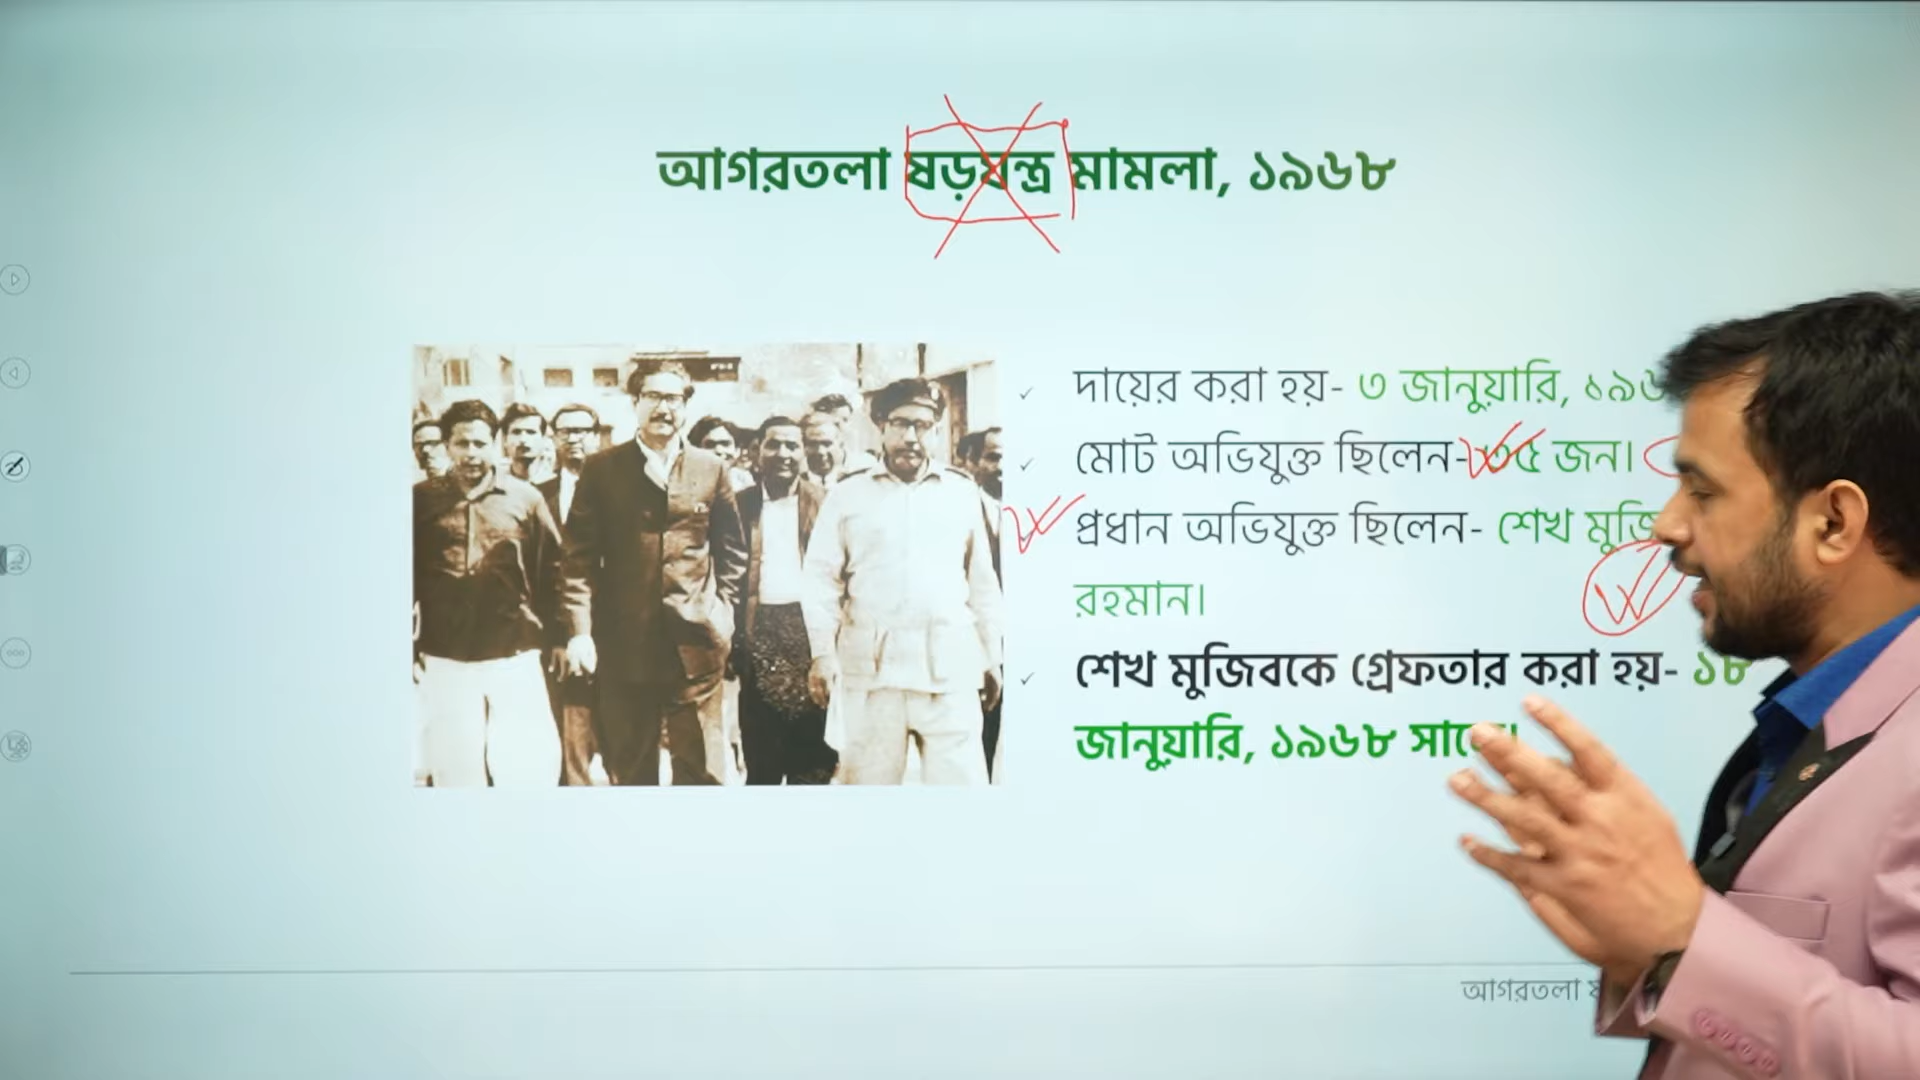 আগরতলা ষড়যন্ত্র মামলা, ১৯৬৮
দায়ের করা হয়- ৩ জানুয়ারি,
মোট অভিযুক্ত ছিলেন- ৩৫ জন।
প্রধান অভিযুক্ত ছিলেন- শেখ
রহমান।
শেখ মুজিবকে গ্রেফতার করা হয়- ১৮
জানুয়ারি, ১৯৬৮
আগরতলা